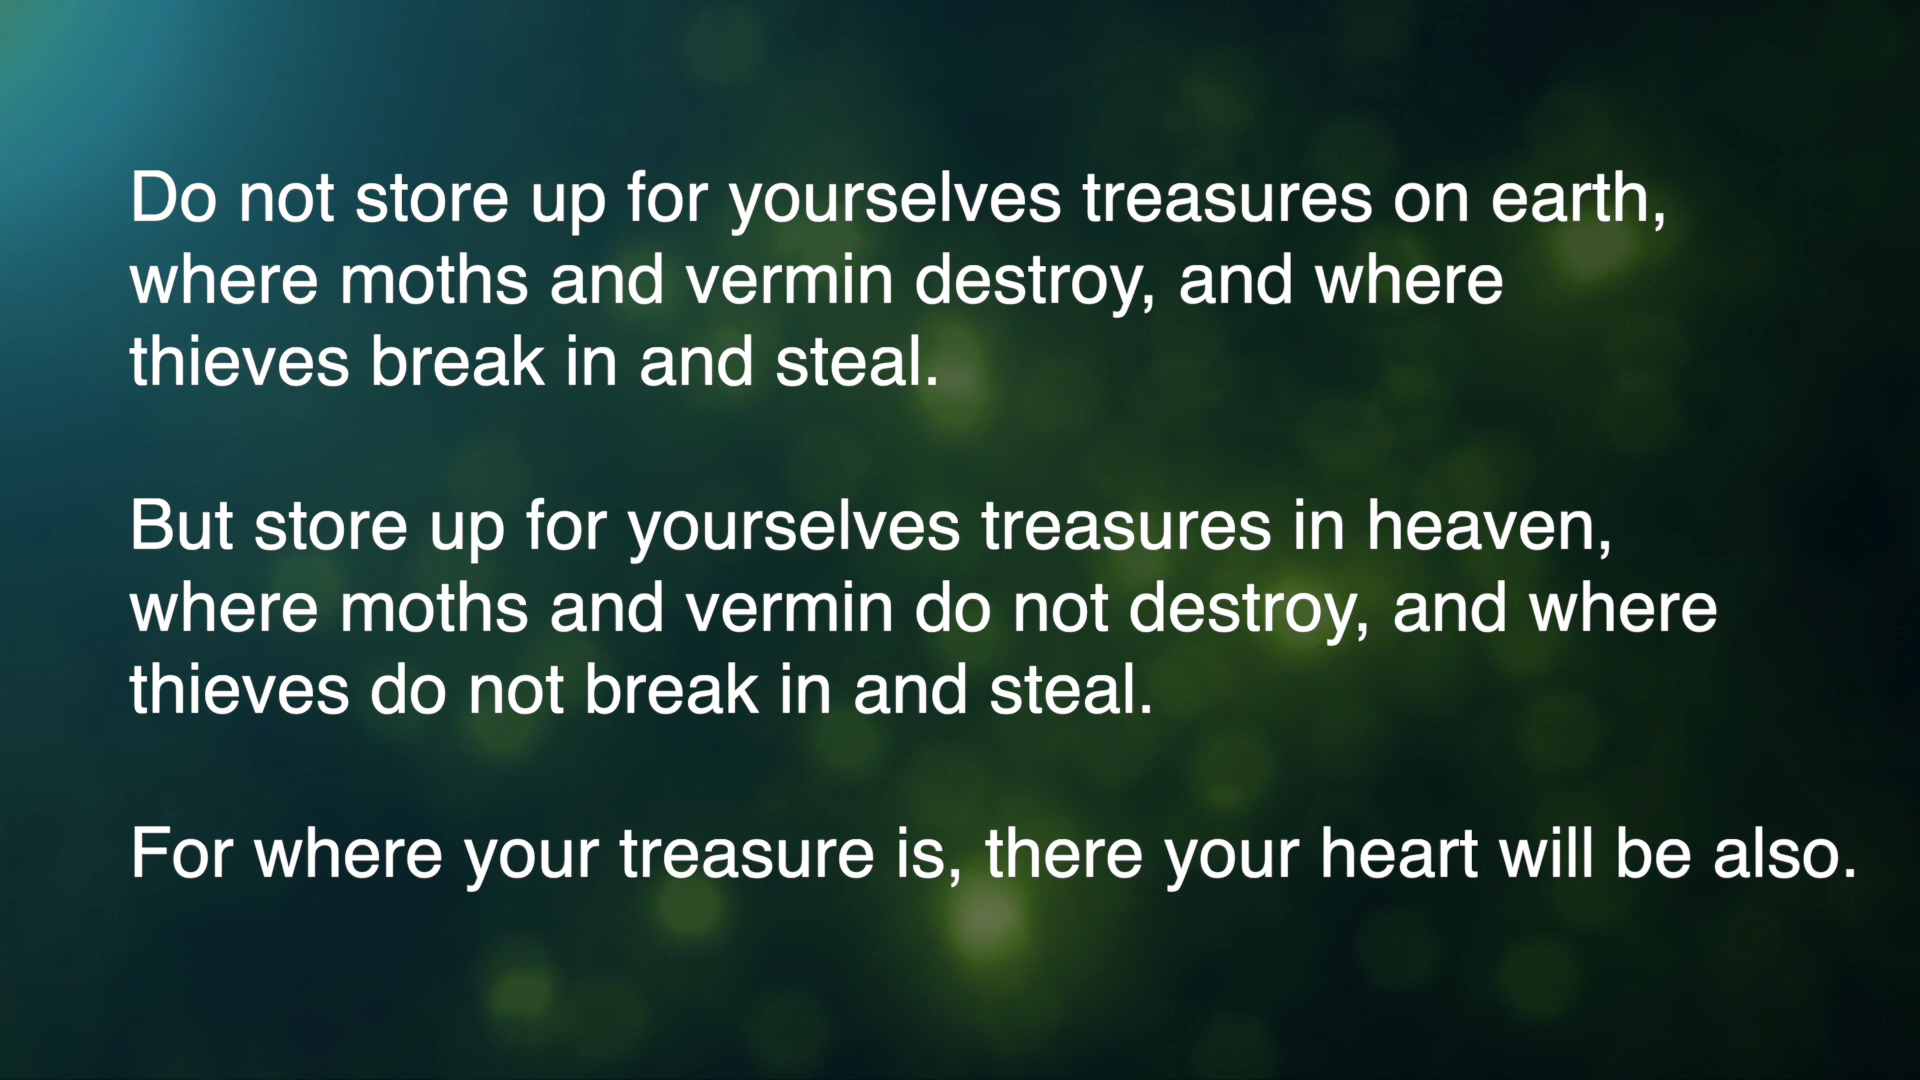 Do not store up for yourselves treasures on earth,
where moths and vermin destroy, and where
thieves break in and steal.
But store up for yourselves treasures in heaven,
where moths and vermin do not destroy, and where
thieves do not break in and steal.
For where your treasure is, there your heart will be also.